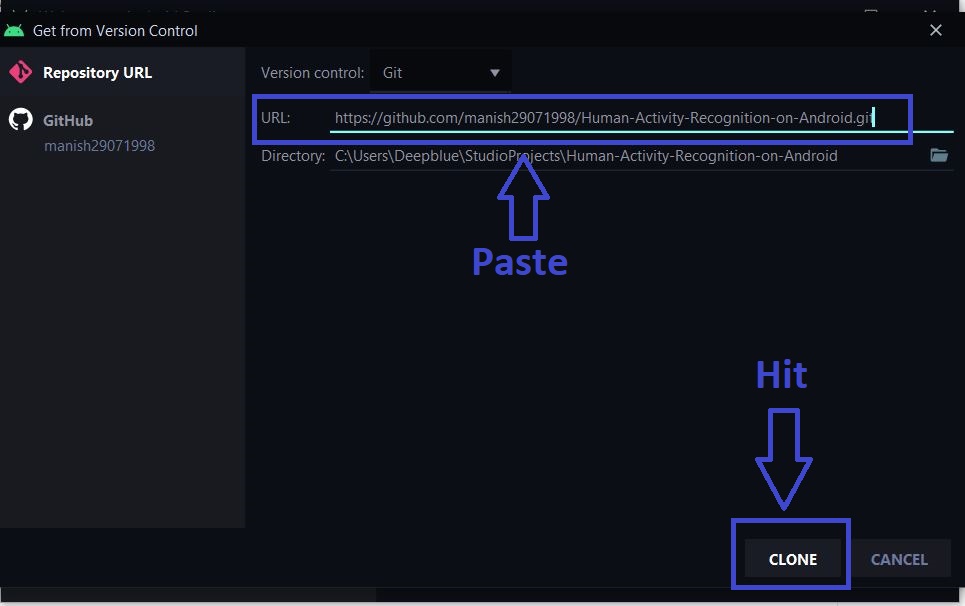 Get from Version Control
Repository URL
GitHub
manish29071998
Version control: Git
URL: https://github.com/manish29071998/Human-Activity-Recognition-on-Android.git
Directory: C:\Users\Deepblue\StudioProjects\Human-Activity-Recognition-on-Android
Paste
Hit
CLONE
CANCEL